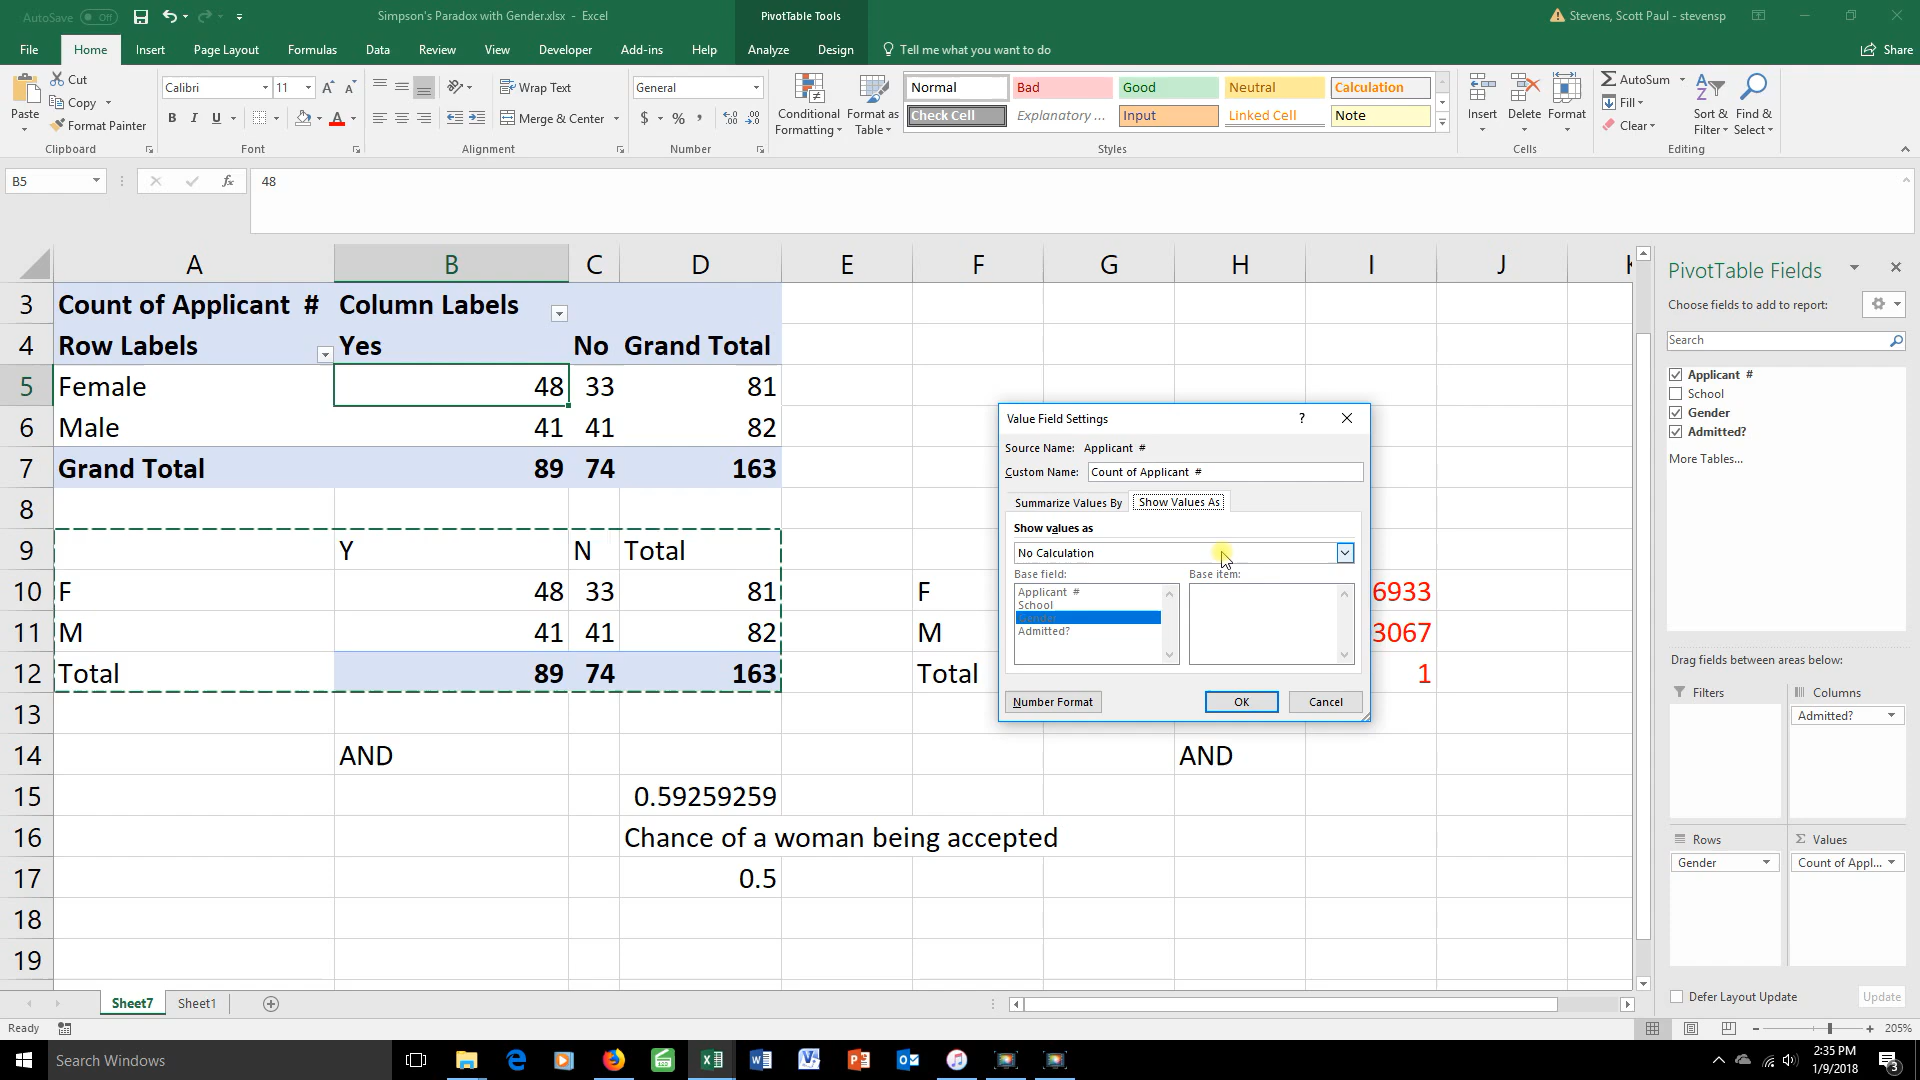 AutoSave Off
Simpson's Paradox with Gender.xlsx - Excel
PivotTable Tools
Stevens, Scott Paul - stevensp
File Home Insert Page Layout Formulas Data Review View Developer Add-ins Help Analyze Design Tell me what you want to do Share
Paste
Cut
Copy
Format Painter
Clipboard
Calibri 11
B I U
Font
Wrap Text
Merge & Center
Alignment
General
$ % ,
Number
Conditional Formatting
Format as Table
Normal Bad Good Neutral Calculation
Check Cell Explanatory ... Input Linked Cell Note
Styles
Insert Delete Format
Cells
AutoSum
Fill
Clear
Sort & Filter
Find & Select
Editing
B5 fx 48
A B C D E F G H I J
3 Count of Applicant # Column Labels
4 Row Labels Yes No Grand Total
5 Female 48 33 81
6 Male 41 41 82
7 Grand Total 89 74 163
8
9 Y N Total
10 F 48 33 81 F 6933
11 M 41 41 82 M 3067
12 Total 89 74 163 Total 1
13
14 AND AND
15 0.59259259
16 Chance of a woman being accepted
17 0.5
18
19
Value Field Settings ?
Source Name: Applicant #
Custom Name: Count of Applicant #
Summarize Values By Show Values As
Show values as
No Calculation
Base field: Base item:
Applicant #
School
Gender
Admitted?
Number Format OK Cancel
PivotTable Fields
Choose fields to add to report:
Search
Applicant #
School
Gender
Admitted?
More Tables...
Drag fields between areas below:
Filters Columns
Admitted?
Rows Values
Gender Count of Appl...
Defer Layout Update Update
Sheet7 Sheet1
Ready 205%
Search Windows
2:35 PM
1/9/2018
3